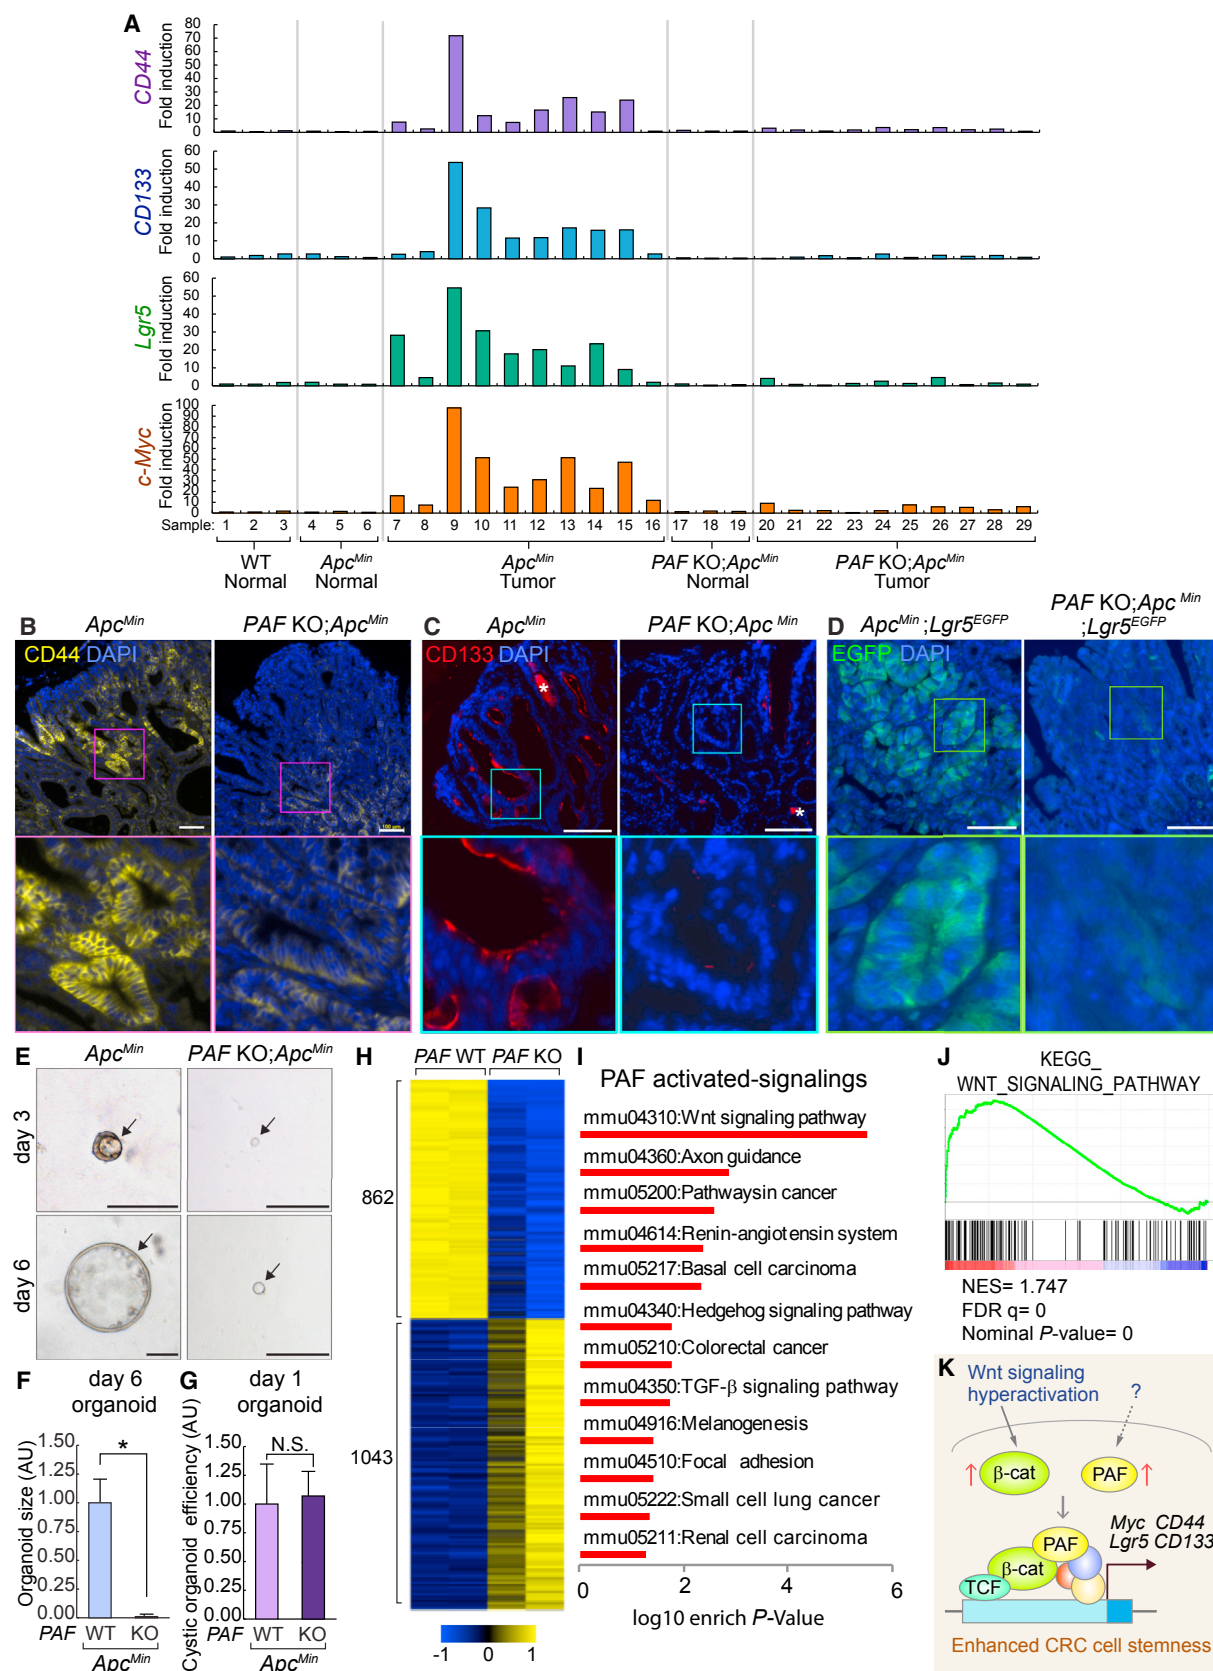 A
CD44
Fold induction
80
70
60
50
40
30
20
10
0
CD133
Fold induction
60
50
40
30
20
10
0
Lgr5
Fold induction
60
50
40
30
20
10
0
c-Myc
Fold induction
100
90
80
70
60
50
40
30
20
10
0
Sample: 1 2 3 4 5 6 7 8 9 10 11 12 13 14 15 16 17 18 19 20 21 22 23 24 25 26 27 28 29
WT
Normal
ApcMin
Normal
ApcMin
Tumor
PAF KO;ApcMin
Normal
PAF KO;ApcMin
Tumor
B
ApcMin
PAF KO;ApcMin
CD44 DAPI
100 μm
C
ApcMin
PAF KO;Apc Min
CD133 DAPI
*
*
D
ApcMin;Lgr5EGFP
PAF KO;Apc Min
;Lgr5EGFP
EGFP DAPI
E
ApcMin
PAF KO;ApcMin
day 3
day 6
F
day 6
organoid
Organoid size (AU)
1.50
1.25
1.00
0.75
0.50
0.25
0.00
*
PAF WT KO
ApcMin
G
day 1
organoid
Cystic organoid efficiency (AU)
1.50
1.25
1.00
0.75
0.50
0.25
0.00
N.S.
PAF WT KO
ApcMin
H
PAF WT PAF KO
862
1043
-1 0 1
I
PAF activated-signalings
mmu04310:Wnt signaling pathway
mmu04360:Axon guidance
mmu05200:Pathwaysin cancer
mmu04614:Renin-angiotensin system
mmu05217:Basal cell carcinoma
mmu04340:Hedgehog signaling pathway
mmu05210:Colorectal cancer
mmu04350:TGF-β signaling pathway
mmu04916:Melanogenesis
mmu04510:Focal adhesion
mmu05222:Small cell lung cancer
mmu05211:Renal cell carcinoma
0 2 4 6
log10 enrich P-Value
J
KEGG_
WNT_SIGNALING_PATHWAY
NES= 1.747
FDR q= 0
Nominal P-value= 0
K
Wnt signaling
hyperactivation
?
β-cat
PAF
PAF
β-cat
TCF
Myc CD44
Lgr5 CD133
Enhanced CRC cell stemness